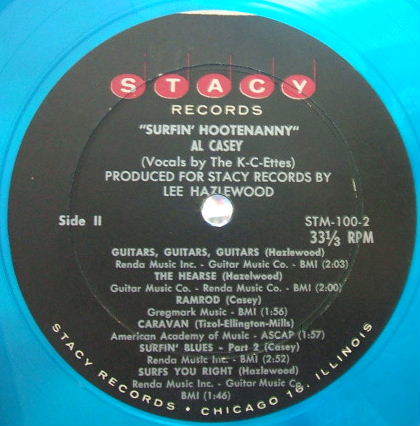 STACY
RECORDS
"SURFIN' HOOTENANNY"
AL CASEY
(Vocals by The K-C-Ettes)
PRODUCED FOR STACY RECORDS BY
LEE HAZLEWOOD
Side II
STM-100-2
33⅓ RPM
GUITARS, GUITARS, GUITARS (Hazlewood)
Renda Music Inc. - Guitar Music Co. - BMI (2:03)
THE HEARSE (Hazelwood)
Guitar Music Co. - Renda Music Inc. - BMI (2:00)
RAMROD (Casey)
Gregmark Music - BMI (1:56)
CARAVAN (Tizol-Ellington-Mills)
American Academy of Music - ASCAP (1:57)
SURFIN' BLUES - Part 2 (Casey)
Renda Music Inc. - BMI (2:52)
SURFS YOU RIGHT (Hazlewood)
Renda Music Inc. - Guitar Music Co.
BMI (1:46)
STACY RECORDS • CHICAGO 16, ILLINOIS